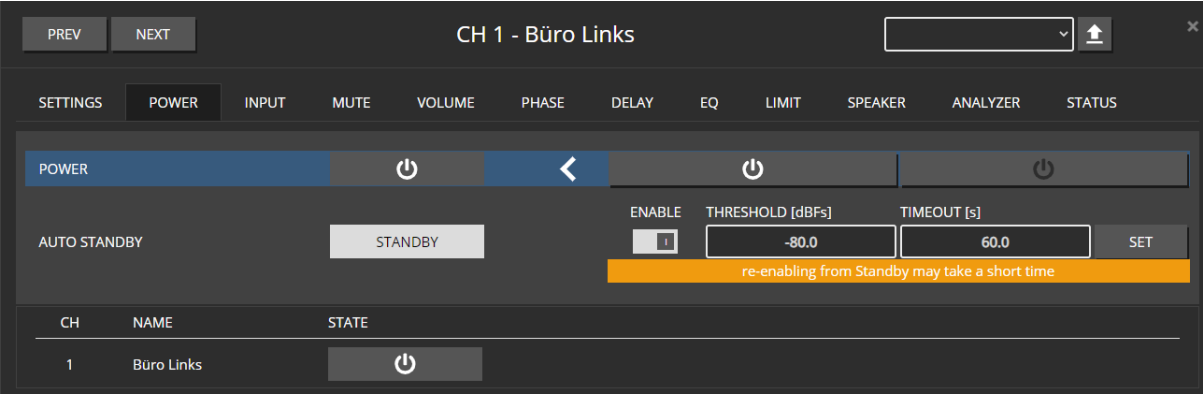 PREV NEXT CH 1 - Büro Links
SETTINGS POWER INPUT MUTE VOLUME PHASE DELAY EQ LIMIT SPEAKER ANALYZER STATUS
POWER
ENABLE THRESHOLD [dBFs] TIMEOUT [s]
AUTO STANDBY STANDBY -80.0 60.0 SET
re-enabling from Standby may take a short time
CH NAME STATE
1 Büro Links